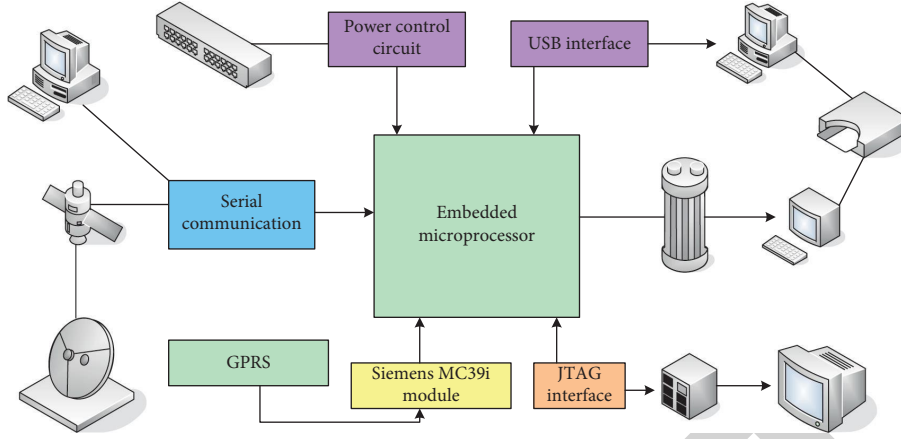 Power control
circuit
USB interface
Serial
communication
Embedded
microprocessor
GPRS
Siemens MC39i
module
JTAG
interface